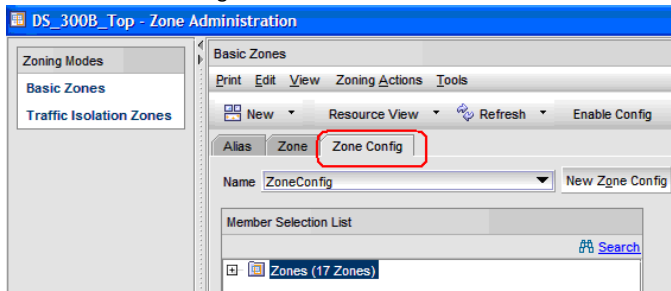 DS_300B_Top - Zone Administration
Zoning Modes
Basic Zones
Traffic Isolation Zones
Basic Zones
Print Edit View Zoning Actions Tools
New Resource View Refresh Enable Config
Alias Zone Zone Config
Name ZoneConfig New Zone Config
Member Selection List
Search
Zones (17 Zones)